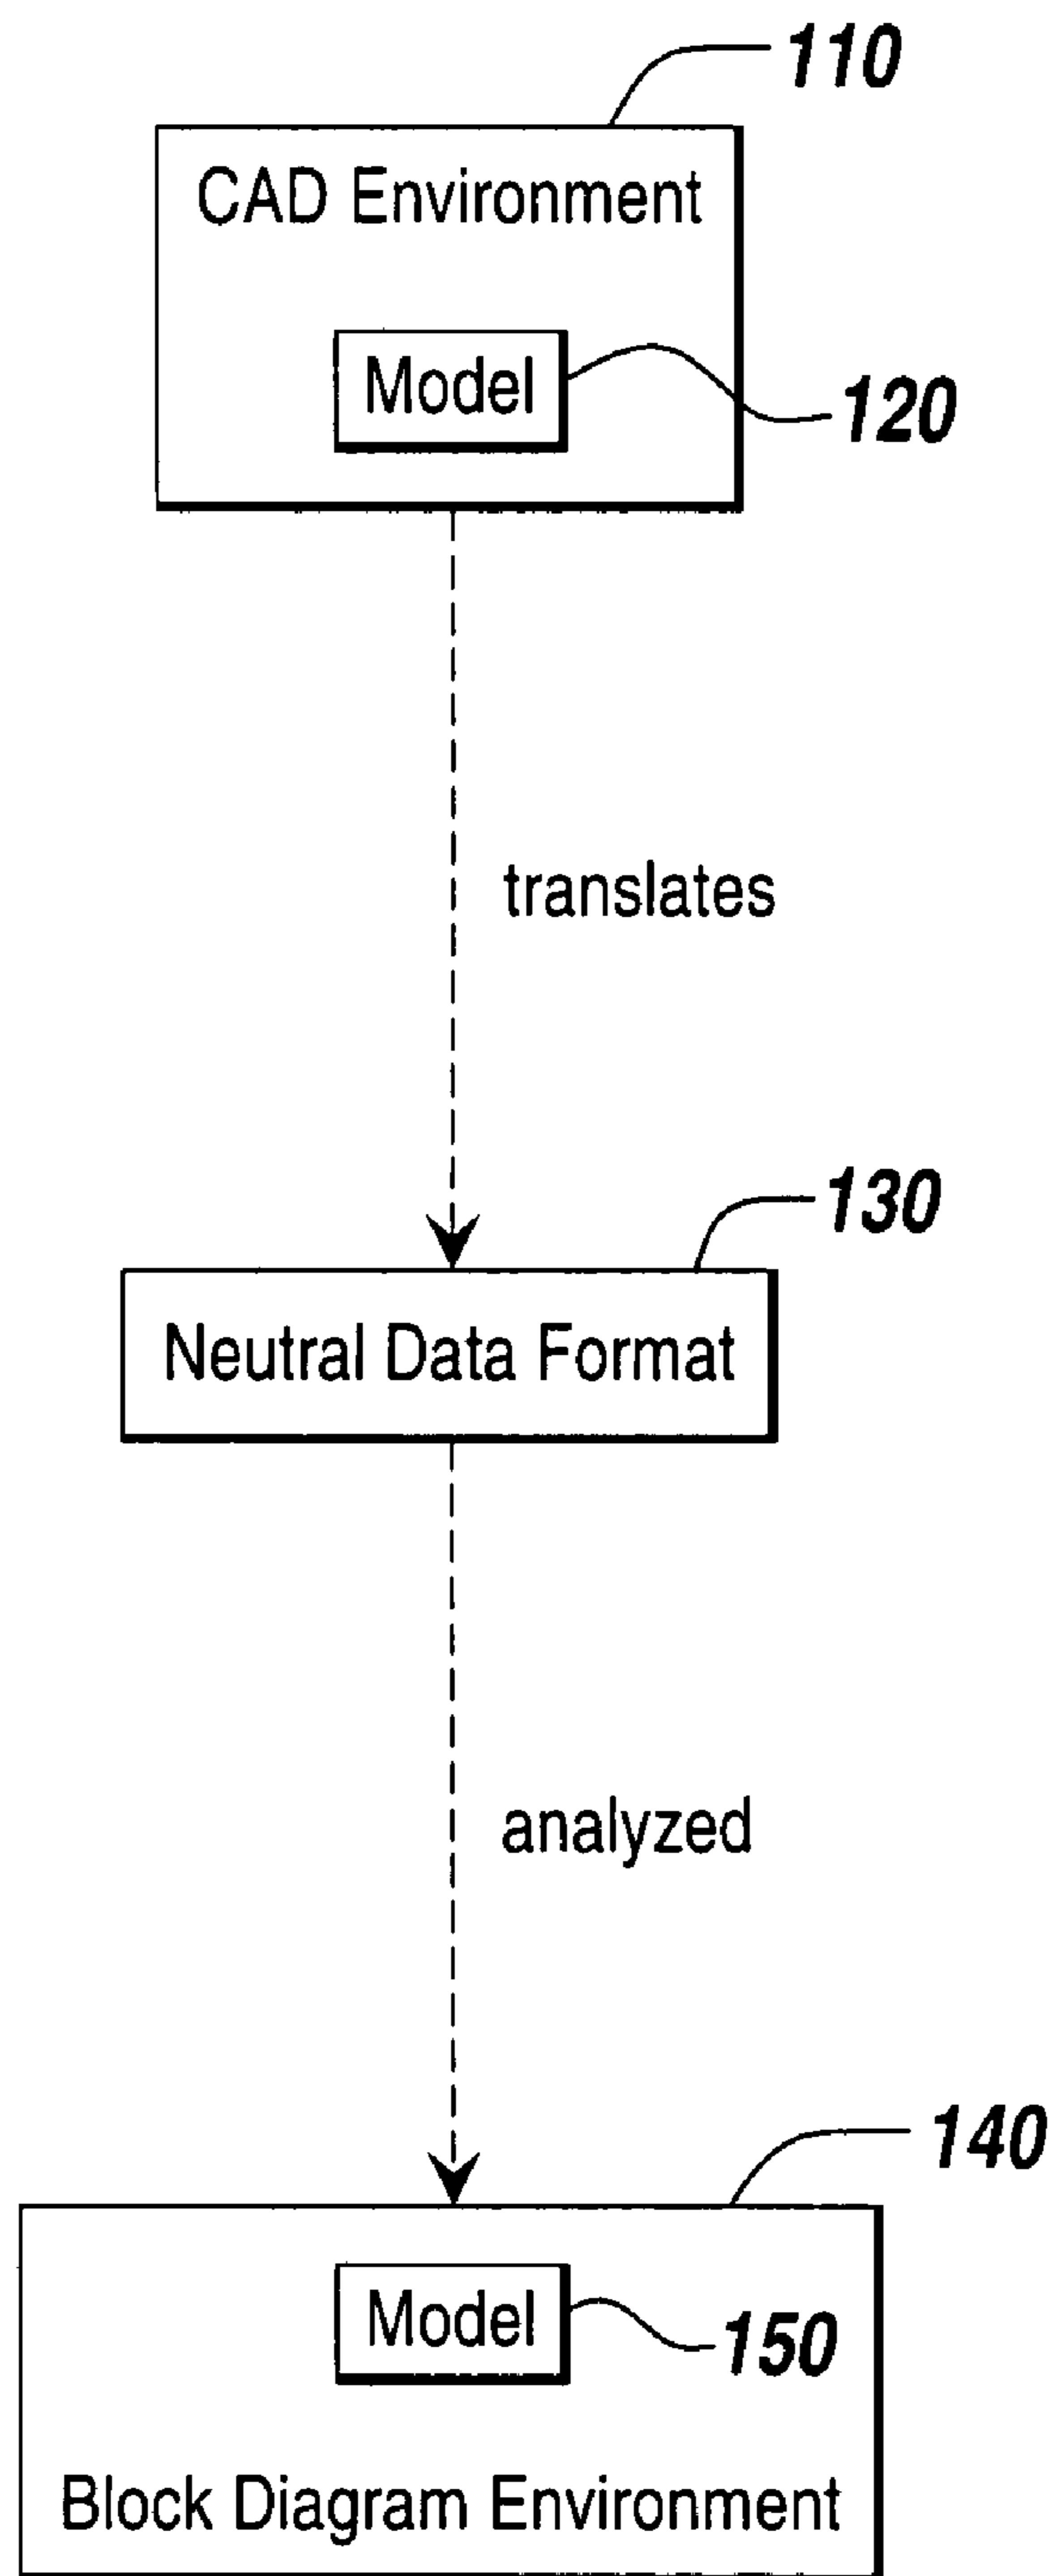 110
CAD Environment
Model
120
translates
130
Neutral Data Format
analyzed
140
Model
150
Block Diagram Environment